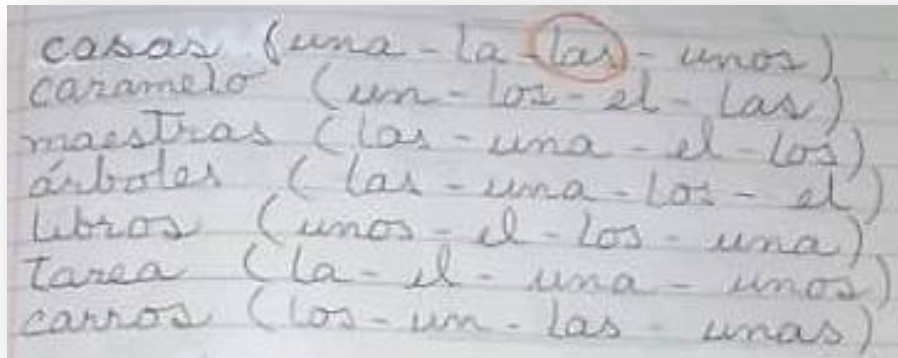 casas (una - la - las - unos)
caramelo (un - los - el - las)
maestras (las - una - el - los)
árboles (las - una - los - el)
libros (unos - el - los - una)
tarea (la - el - una - unos)
carros (los - un - las - unas)